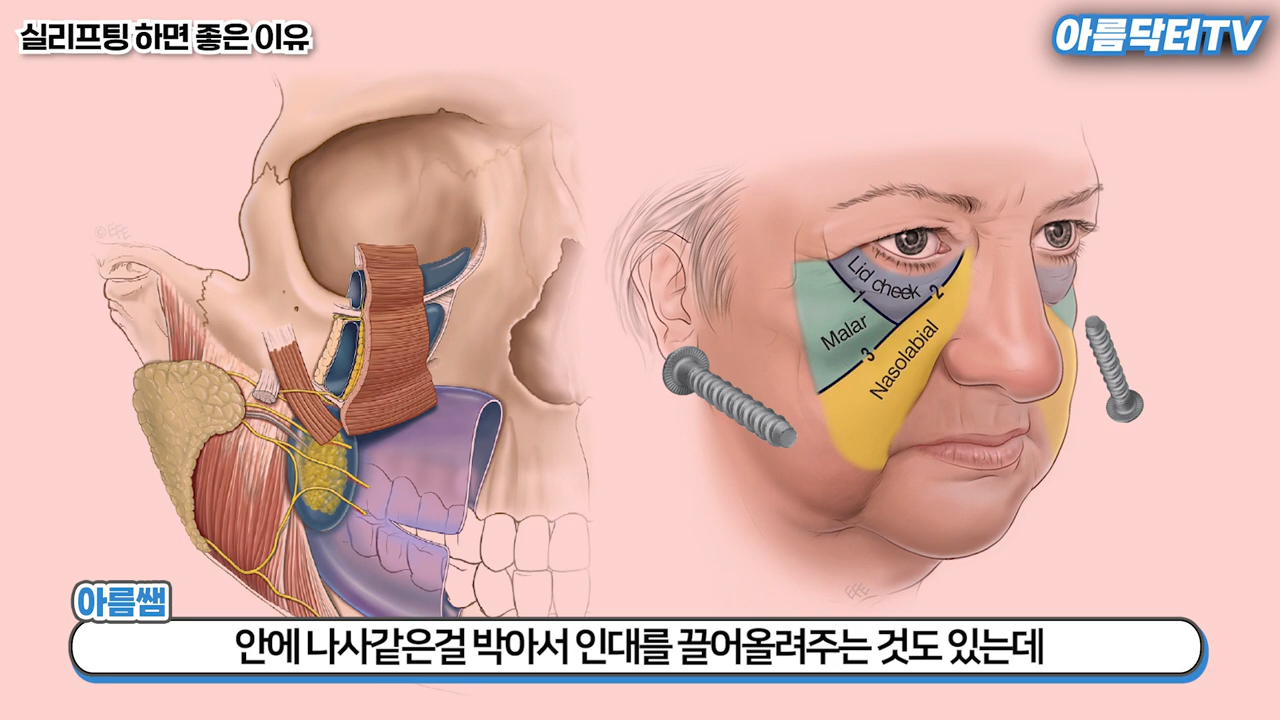 실리프팅 하면 좋은 이유
아름닥터TV
©EFE
Lid cheek
1
2
Malar
3
Nasolabial
EFE
아름쌤
안에 나사같은걸 박아서 인대를 끌어올려주는 것도 있는데